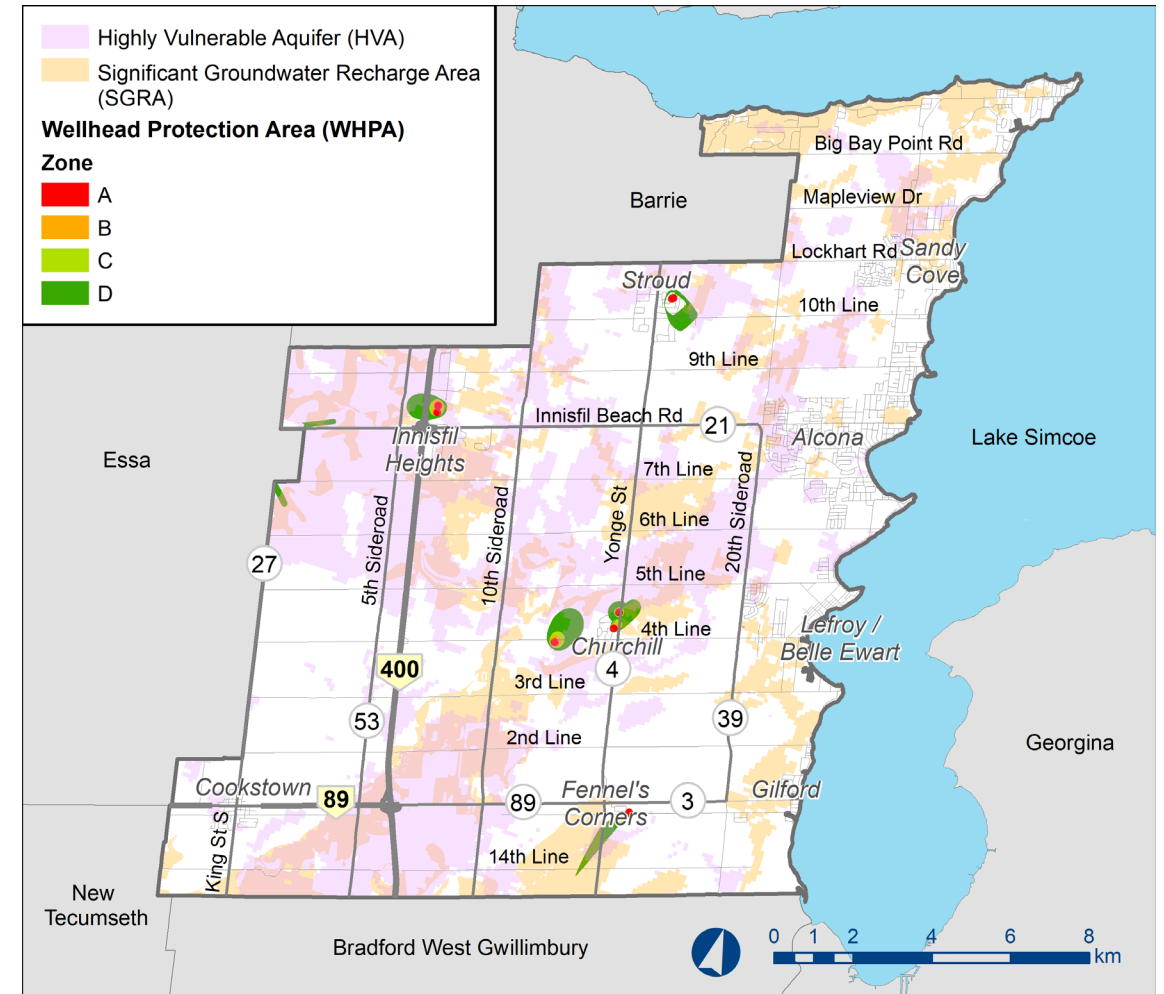 Highly Vulnerable Aquifer (HVA)
Significant Groundwater Recharge Area
(SGRA)
Wellhead Protection Area (WHPA)
Zone
A
B
C
D
Big Bay Point Rd
Barrie
Mapleview Dr
Lockhart Rd
Sandy
Cove
Stroud
10th Line
9th Line
Innisfil Beach Rd
21
Innisfil
Heights
Alcona
Lake Simcoe
Essa
7th Line
6th Line
5th Sideroad
10th Sideroad
Yonge St
20th Sideroad
27
5th Line
4th Line
Lefroy /
Belle Ewart
Churchill
400
4
3rd Line
53
39
2nd Line
Georgina
Cookstown
89
89
Fennel's
Corners
3
Gilford
King St S
14th Line
New
Tecumseth
Bradford West Gwillimbury
0 1 2 4 6 8
km